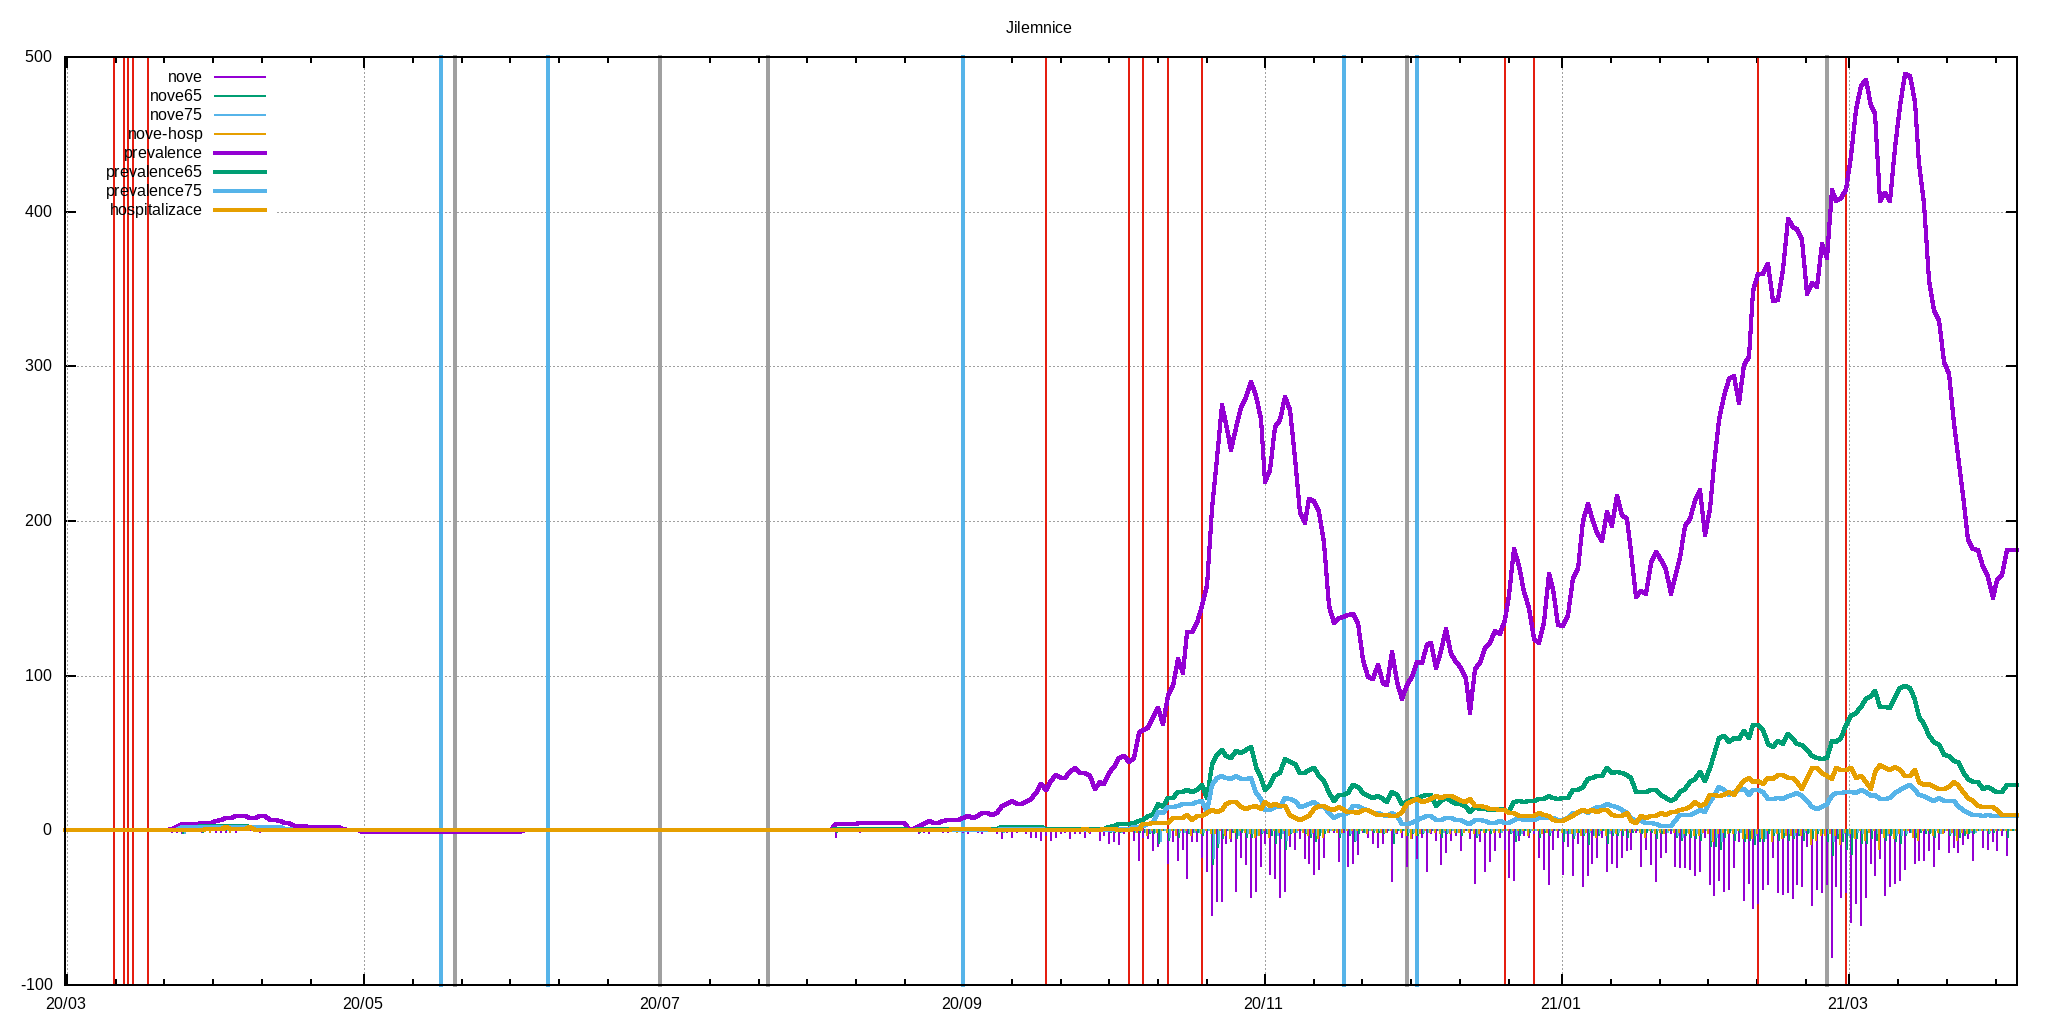 Jilemnice
500
400
300
200
100
0
-100
nove
nove65
nove75
nove-hosp
prevalence
prevalence65
prevalence75
hospitalizace
20/03 20/05 20/07 20/09 20/11 21/01 21/03